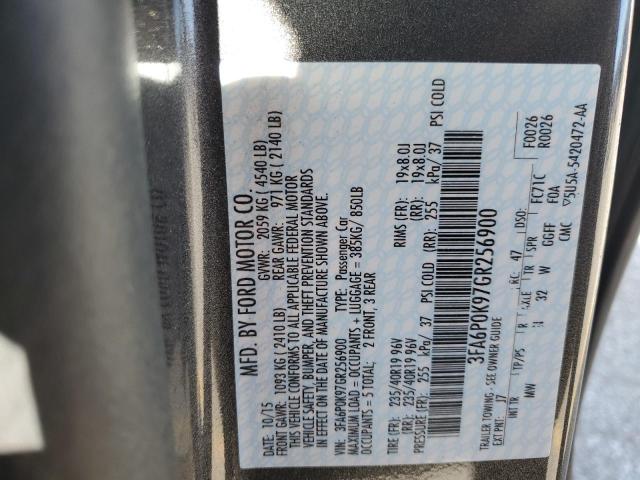 MFD. BY FORD MOTOR CO.
DATE: 10/15 GVWR: 2059 KG ( 4540 LB)
FRONT GAWR: 1093 KG ( 2410 LB) REAR GAWR: 971 KG ( 2140 LB)
THIS VEHICLE CONFORMS TO ALL APPLICABLE FEDERAL MOTOR
VEHICLE SAFETY, BUMPER, AND THEFT PREVENTION STANDARDS
IN EFFECT ON THE DATE OF MANUFACTURE SHOWN ABOVE.
VIN: 3FA6P0K97GR256900 TYPE: Passenger Car
MAXIMUM LOAD = OCCUPANTS + LUGGAGE = 385KG/ 850LB
OCCUPANTS = 5 TOTAL: 2 FRONT, 3 REAR
TIRE (FR): 235/40R19 96V RIMS (FR): 19x8.0J
(RR): 235/40R19 96V (RR): 19x8.0J
PRESSURE (FR): 255 kPa/ 37 PSI COLD (RR): 255 kPa/ 37 PSI COLD
3FA6P0K97GR256900
TRAILER TOWING - SEE OWNER GUIDE
EXT PNT: J7 RC: 47 DSO: F0026
R0026
INT TR TP/PS R AXLE TR SPR FC71C
MW 32 W GGFF F0A
CMC 5U5A-5420472-AA